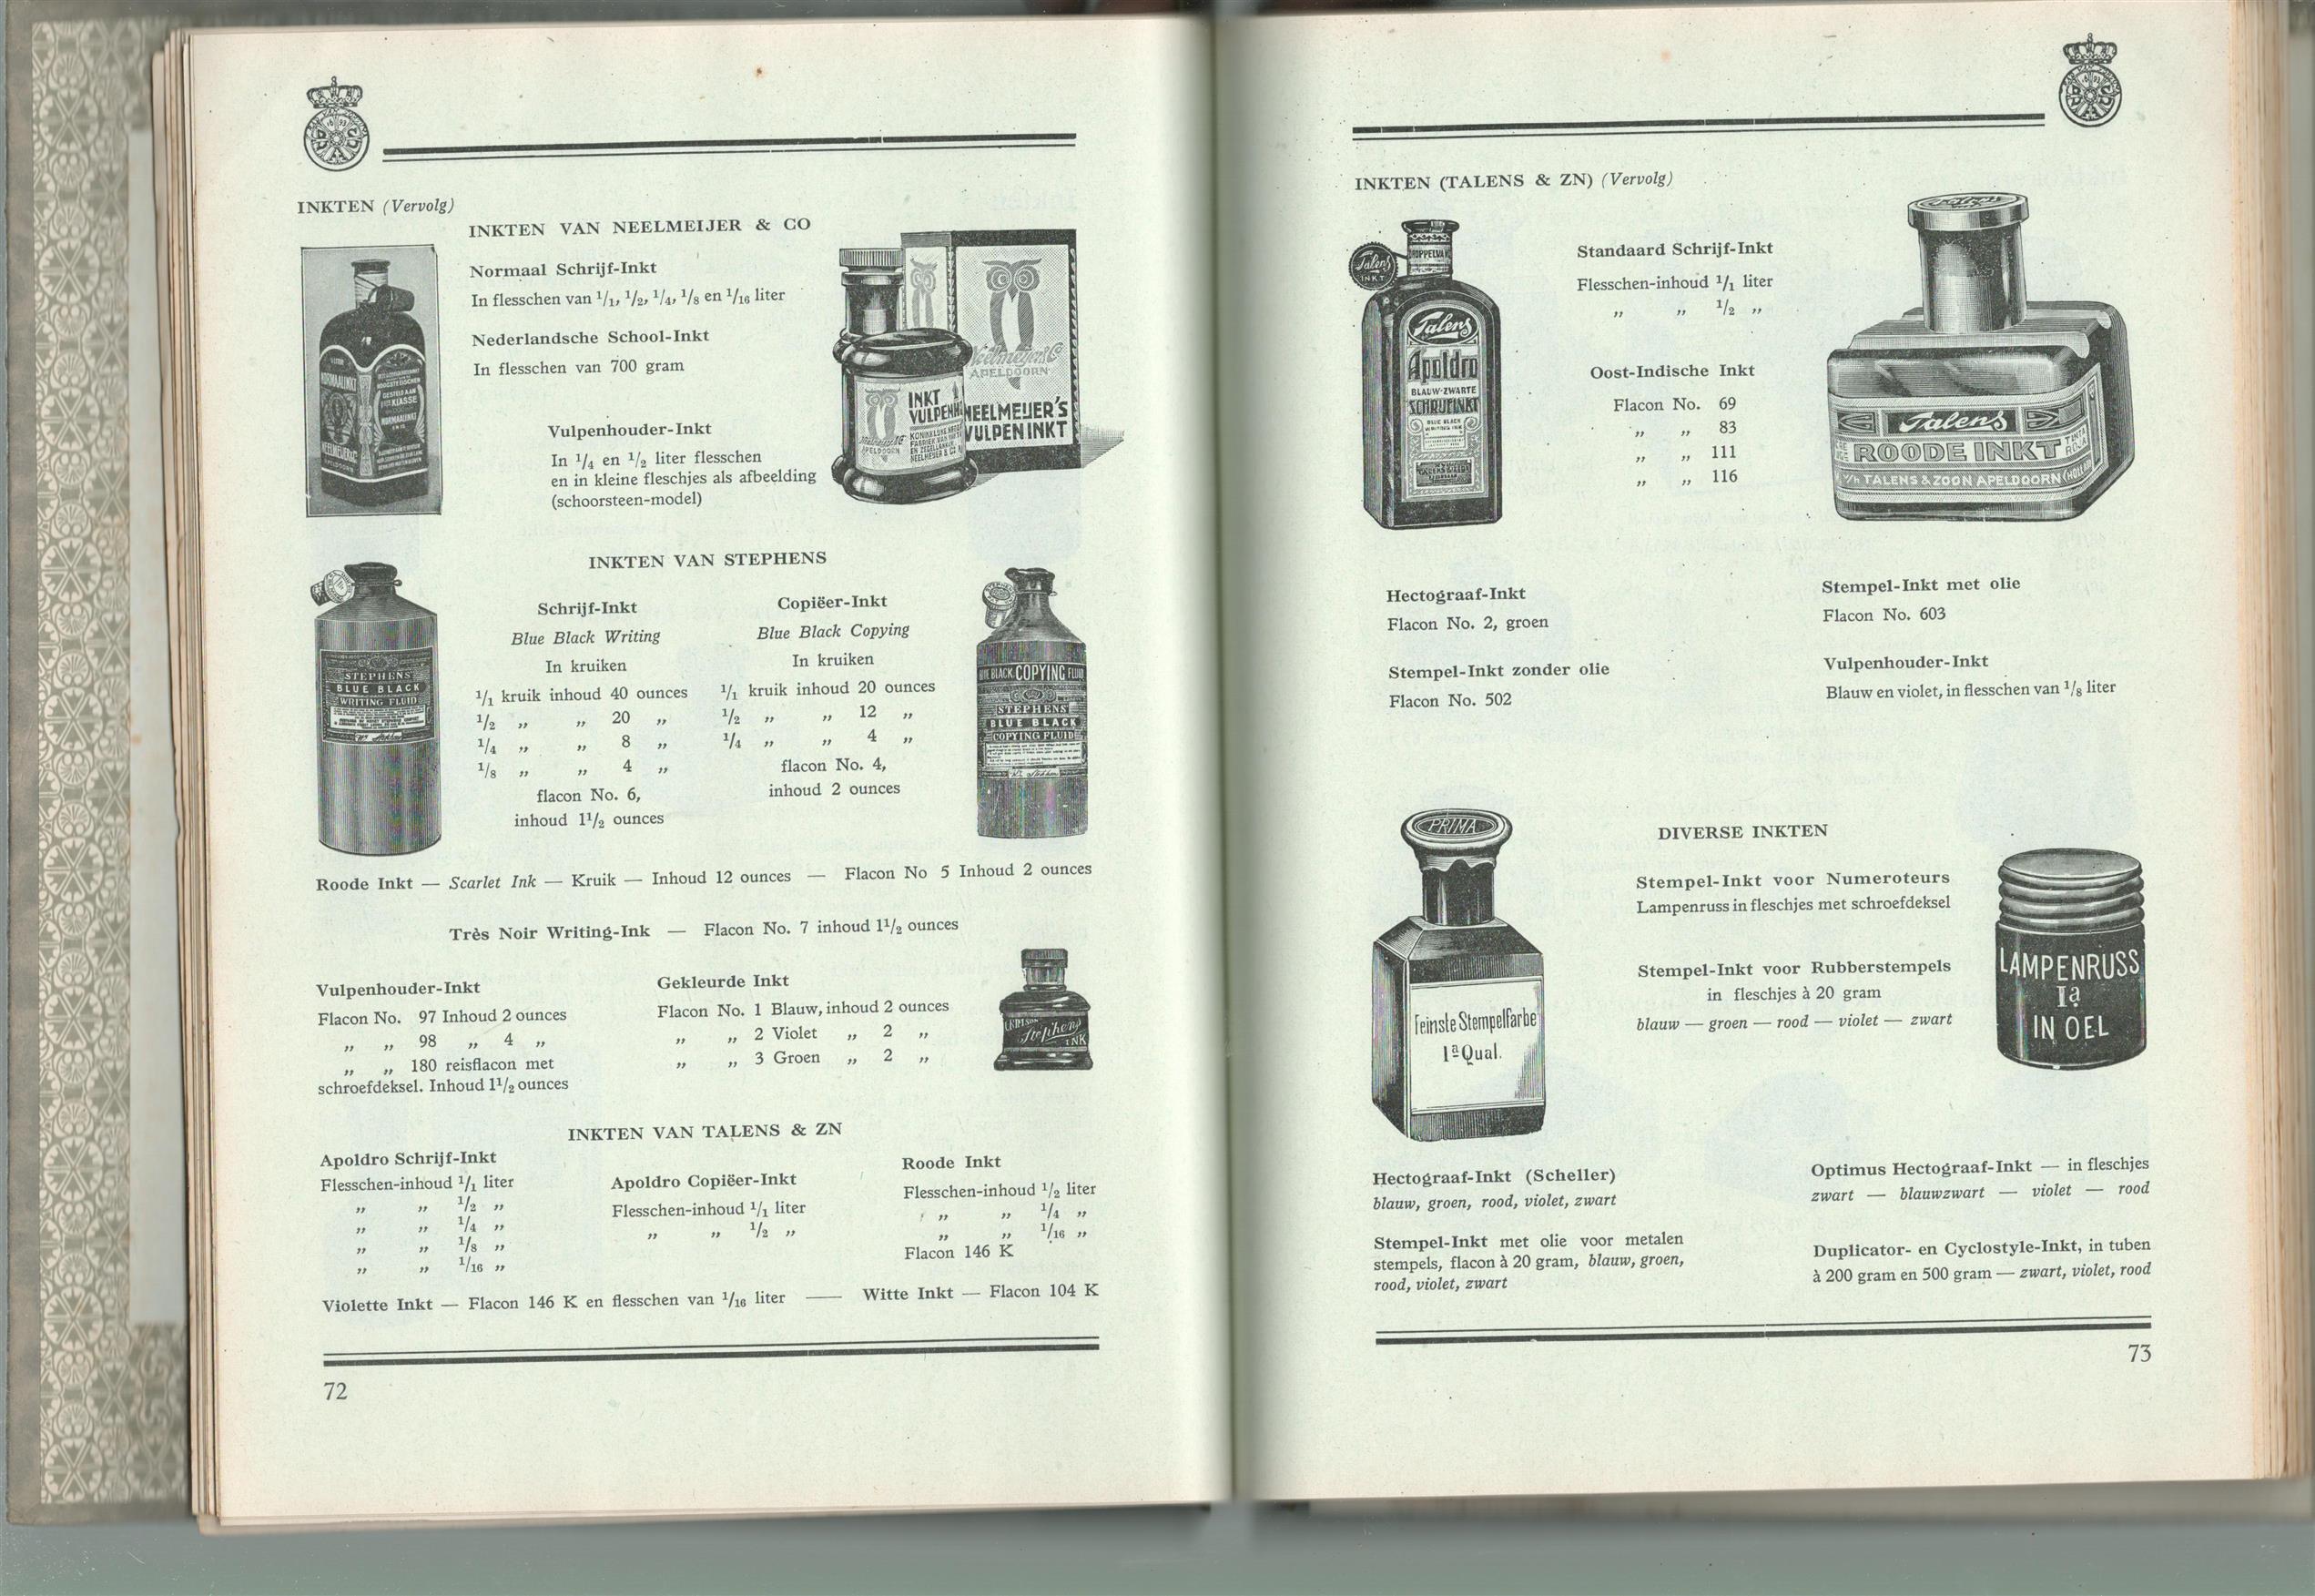 INKTEN (Vervolg)
INKTEN VAN NEELMEIJER & CO
Normaal Schrijf-Inkt
In flesschen van 1/1, 1/2, 1/4, 1/8 en 1/16 liter
Nederlandsche School-Inkt
In flesschen van 700 gram
Vulpenhouder-Inkt
In 1/4 en 1/2 liter flesschen
en in kleine fleschjes als afbeelding
(schoorsteen-model)
NORMAALINKT
KLASSE
NORMAALINKT
APELDOORN
INKT
VULPENH
APELDOORN
Neelmeijer & Co
APELDOORN
NEELMEIJER'S
VULPENINKT
INKTEN VAN STEPHENS
Schrijf-Inkt
Blue Black Writing
In kruiken
1/1 kruik inhoud 40 ounces
1/2 „ „ 20 „
1/4 „ „ 8 „
1/8 „ „ 4 „
flacon No. 6,
inhoud 1 1/2 ounces
Copiëer-Inkt
Blue Black Copying
In kruiken
1/1 kruik inhoud 20 ounces
1/2 „ „ 12 „
1/4 „ „ 4 „
flacon No. 4,
inhoud 2 ounces
STEPHENS'
BLUE BLACK
WRITING FLUID
BLUE BLACK COPYING FLUID
STEPHENS'
BLUE BLACK
COPYING FLUID
Roode Inkt — Scarlet Ink — Kruik — Inhoud 12 ounces — Flacon No 5 Inhoud 2 ounces
Très Noir Writing-Ink — Flacon No. 7 inhoud 1 1/2 ounces
Vulpenhouder-Inkt
Flacon No. 97 Inhoud 2 ounces
„ „ 98 „ 4 „
„ „ 180 reisflacon met
schroefdeksel. Inhoud 1 1/2 ounces
Gekleurde Inkt
Flacon No. 1 Blauw, inhoud 2 ounces
„ „ 2 Violet „ 2 „
„ „ 3 Groen „ 2 „
Stephens
INK
INKTEN VAN TALENS & ZN
Apoldro Schrijf-Inkt
Flesschen-inhoud 1/1 liter
„ „ 1/2 „
„ „ 1/4 „
„ „ 1/8 „
„ „ 1/16 „
Apoldro Copiëer-Inkt
Flesschen-inhoud 1/1 liter
„ „ 1/2 „
Roode Inkt
Flesschen-inhoud 1/2 liter
„ „ 1/4 „
„ „ 1/16 „
Flacon 146 K
Violette Inkt — Flacon 146 K en flesschen van 1/16 liter — Witte Inkt — Flacon 104 K
72
INKTEN (TALENS & ZN) (Vervolg)
Talens
INKT
Talens
Apoldro
BLAUW-ZWARTE
SCHRIJFINKT
Standaard Schrijf-Inkt
Flesschen-inhoud 1/1 liter
„ „ 1/2 „
Oost-Indische Inkt
Flacon No. 69
„ „ 83
„ „ 111
„ „ 116
Talens
ROODE INKT
TALENS & ZOON APELDOORN (HOLLAND
Hectograaf-Inkt
Flacon No. 2, groen
Stempel-Inkt zonder olie
Flacon No. 502
Stempel-Inkt met olie
Flacon No. 603
Vulpenhouder-Inkt
Blauw en violet, in flesschen van 1/8 liter
DIVERSE INKTEN
PRIMA
Feinste Stempelfarbe
1a Qual.
Stempel-Inkt voor Numeroteurs
Lampenruss in fleschjes met schroefdeksel
Stempel-Inkt voor Rubberstempels
in fleschjes à 20 gram
blauw — groen — rood — violet — zwart
LAMPENRUSS
Ia
IN OEL
Hectograaf-Inkt (Scheller)
blauw, groen, rood, violet, zwart
Stempel-Inkt met olie voor metalen
stempels, flacon à 20 gram, blauw, groen,
rood, violet, zwart
Optimus Hectograaf-Inkt — in fleschjes
zwart — blauwzwart — violet — rood
Duplicator- en Cyclostyle-Inkt, in tuben
à 200 gram en 500 gram — zwart, violet, rood
73